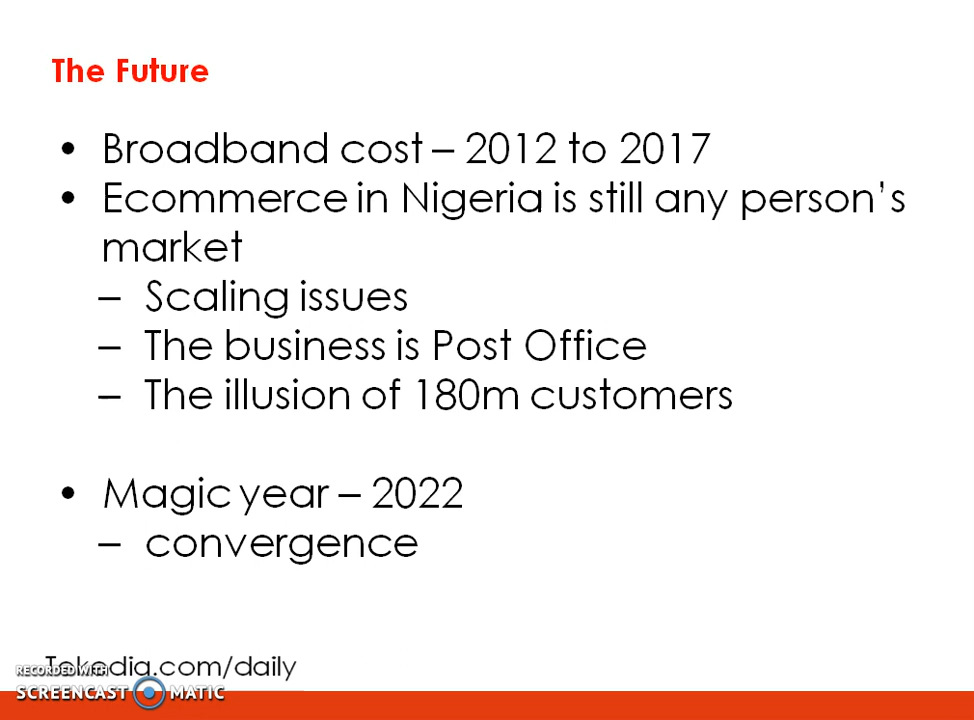 The Future
• Broadband cost – 2012 to 2017
• Ecommerce in Nigeria is still any person's
market
– Scaling issues
– The business is Post Office
– The illusion of 180m customers
• Magic year – 2022
– convergence
Tekedia.com/daily
RECORDED WITH
SCREENCAST MATIC